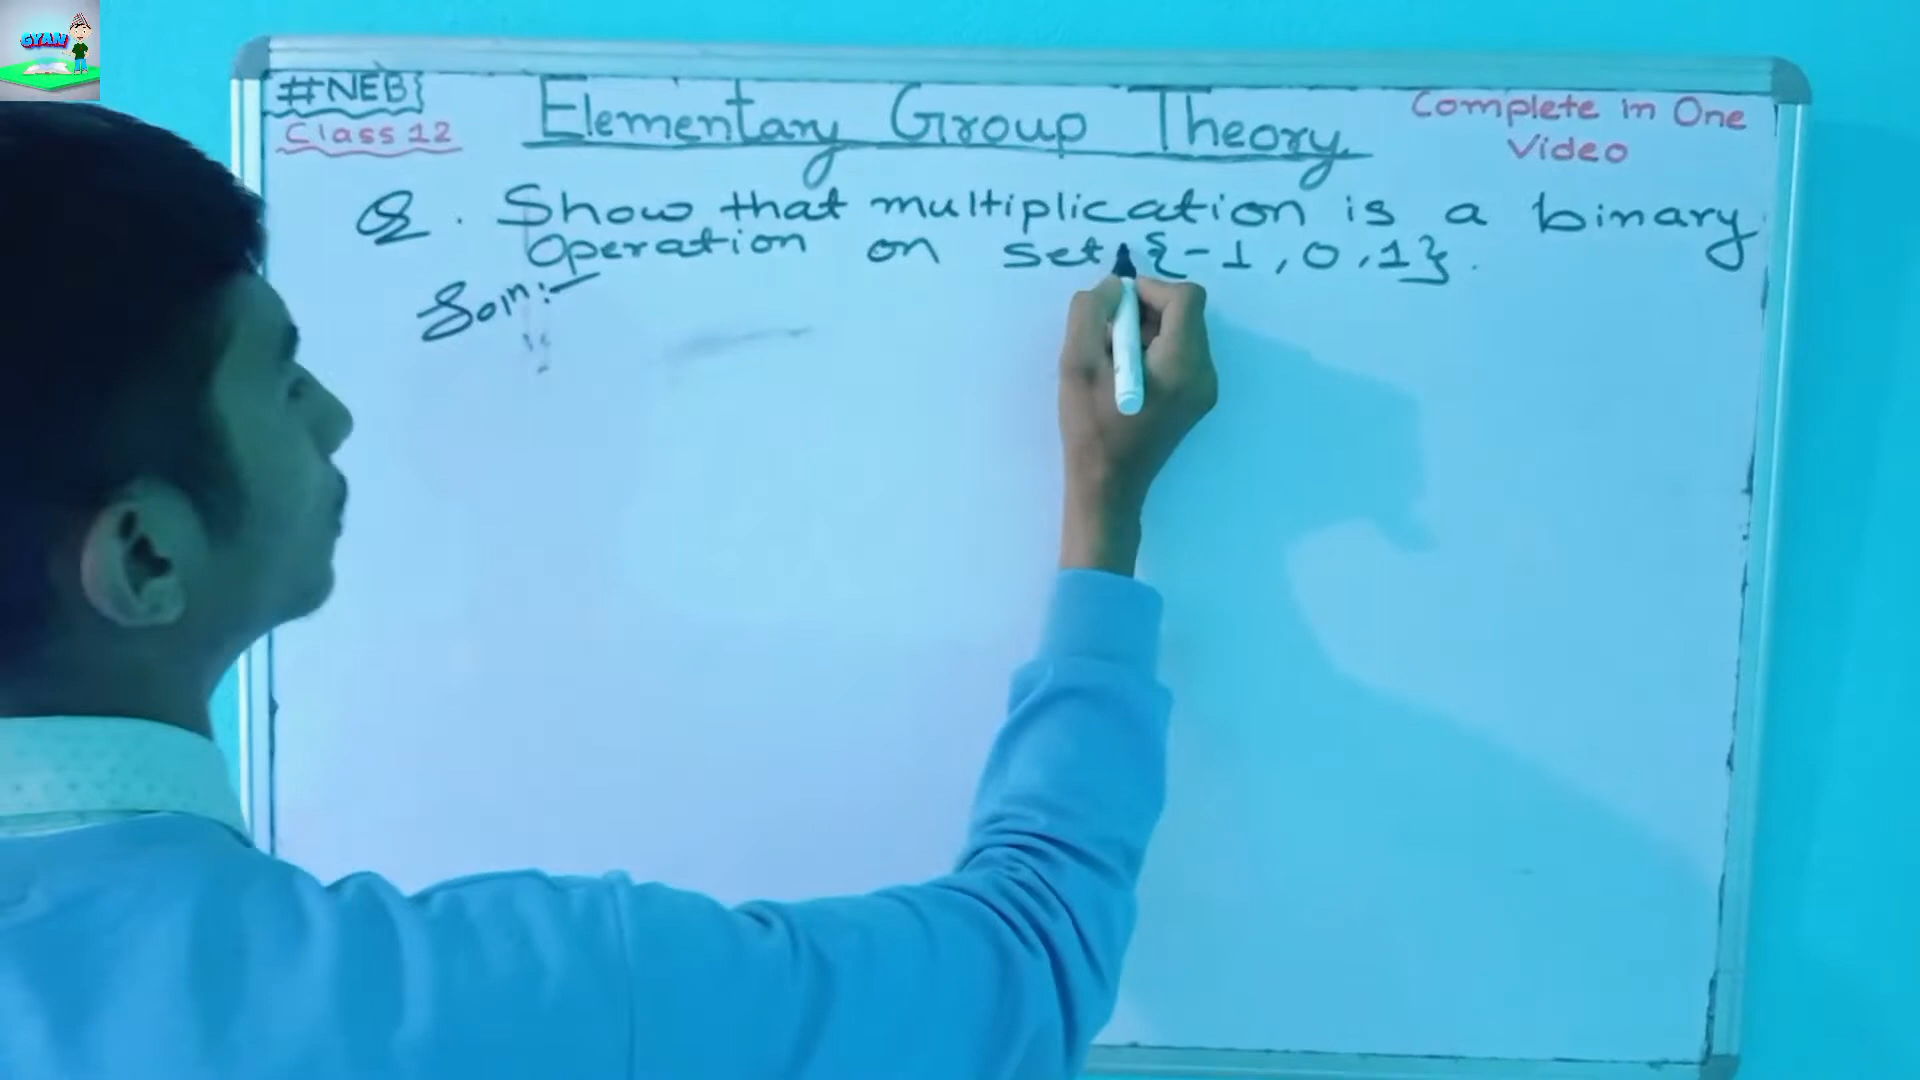 GYAN
#NEB}
Class 12
Elementary Group Theory
Complete in One
Video
Q. Show that multiplication is a binary
operation on set {-1, 0, 1}.
Soln:-